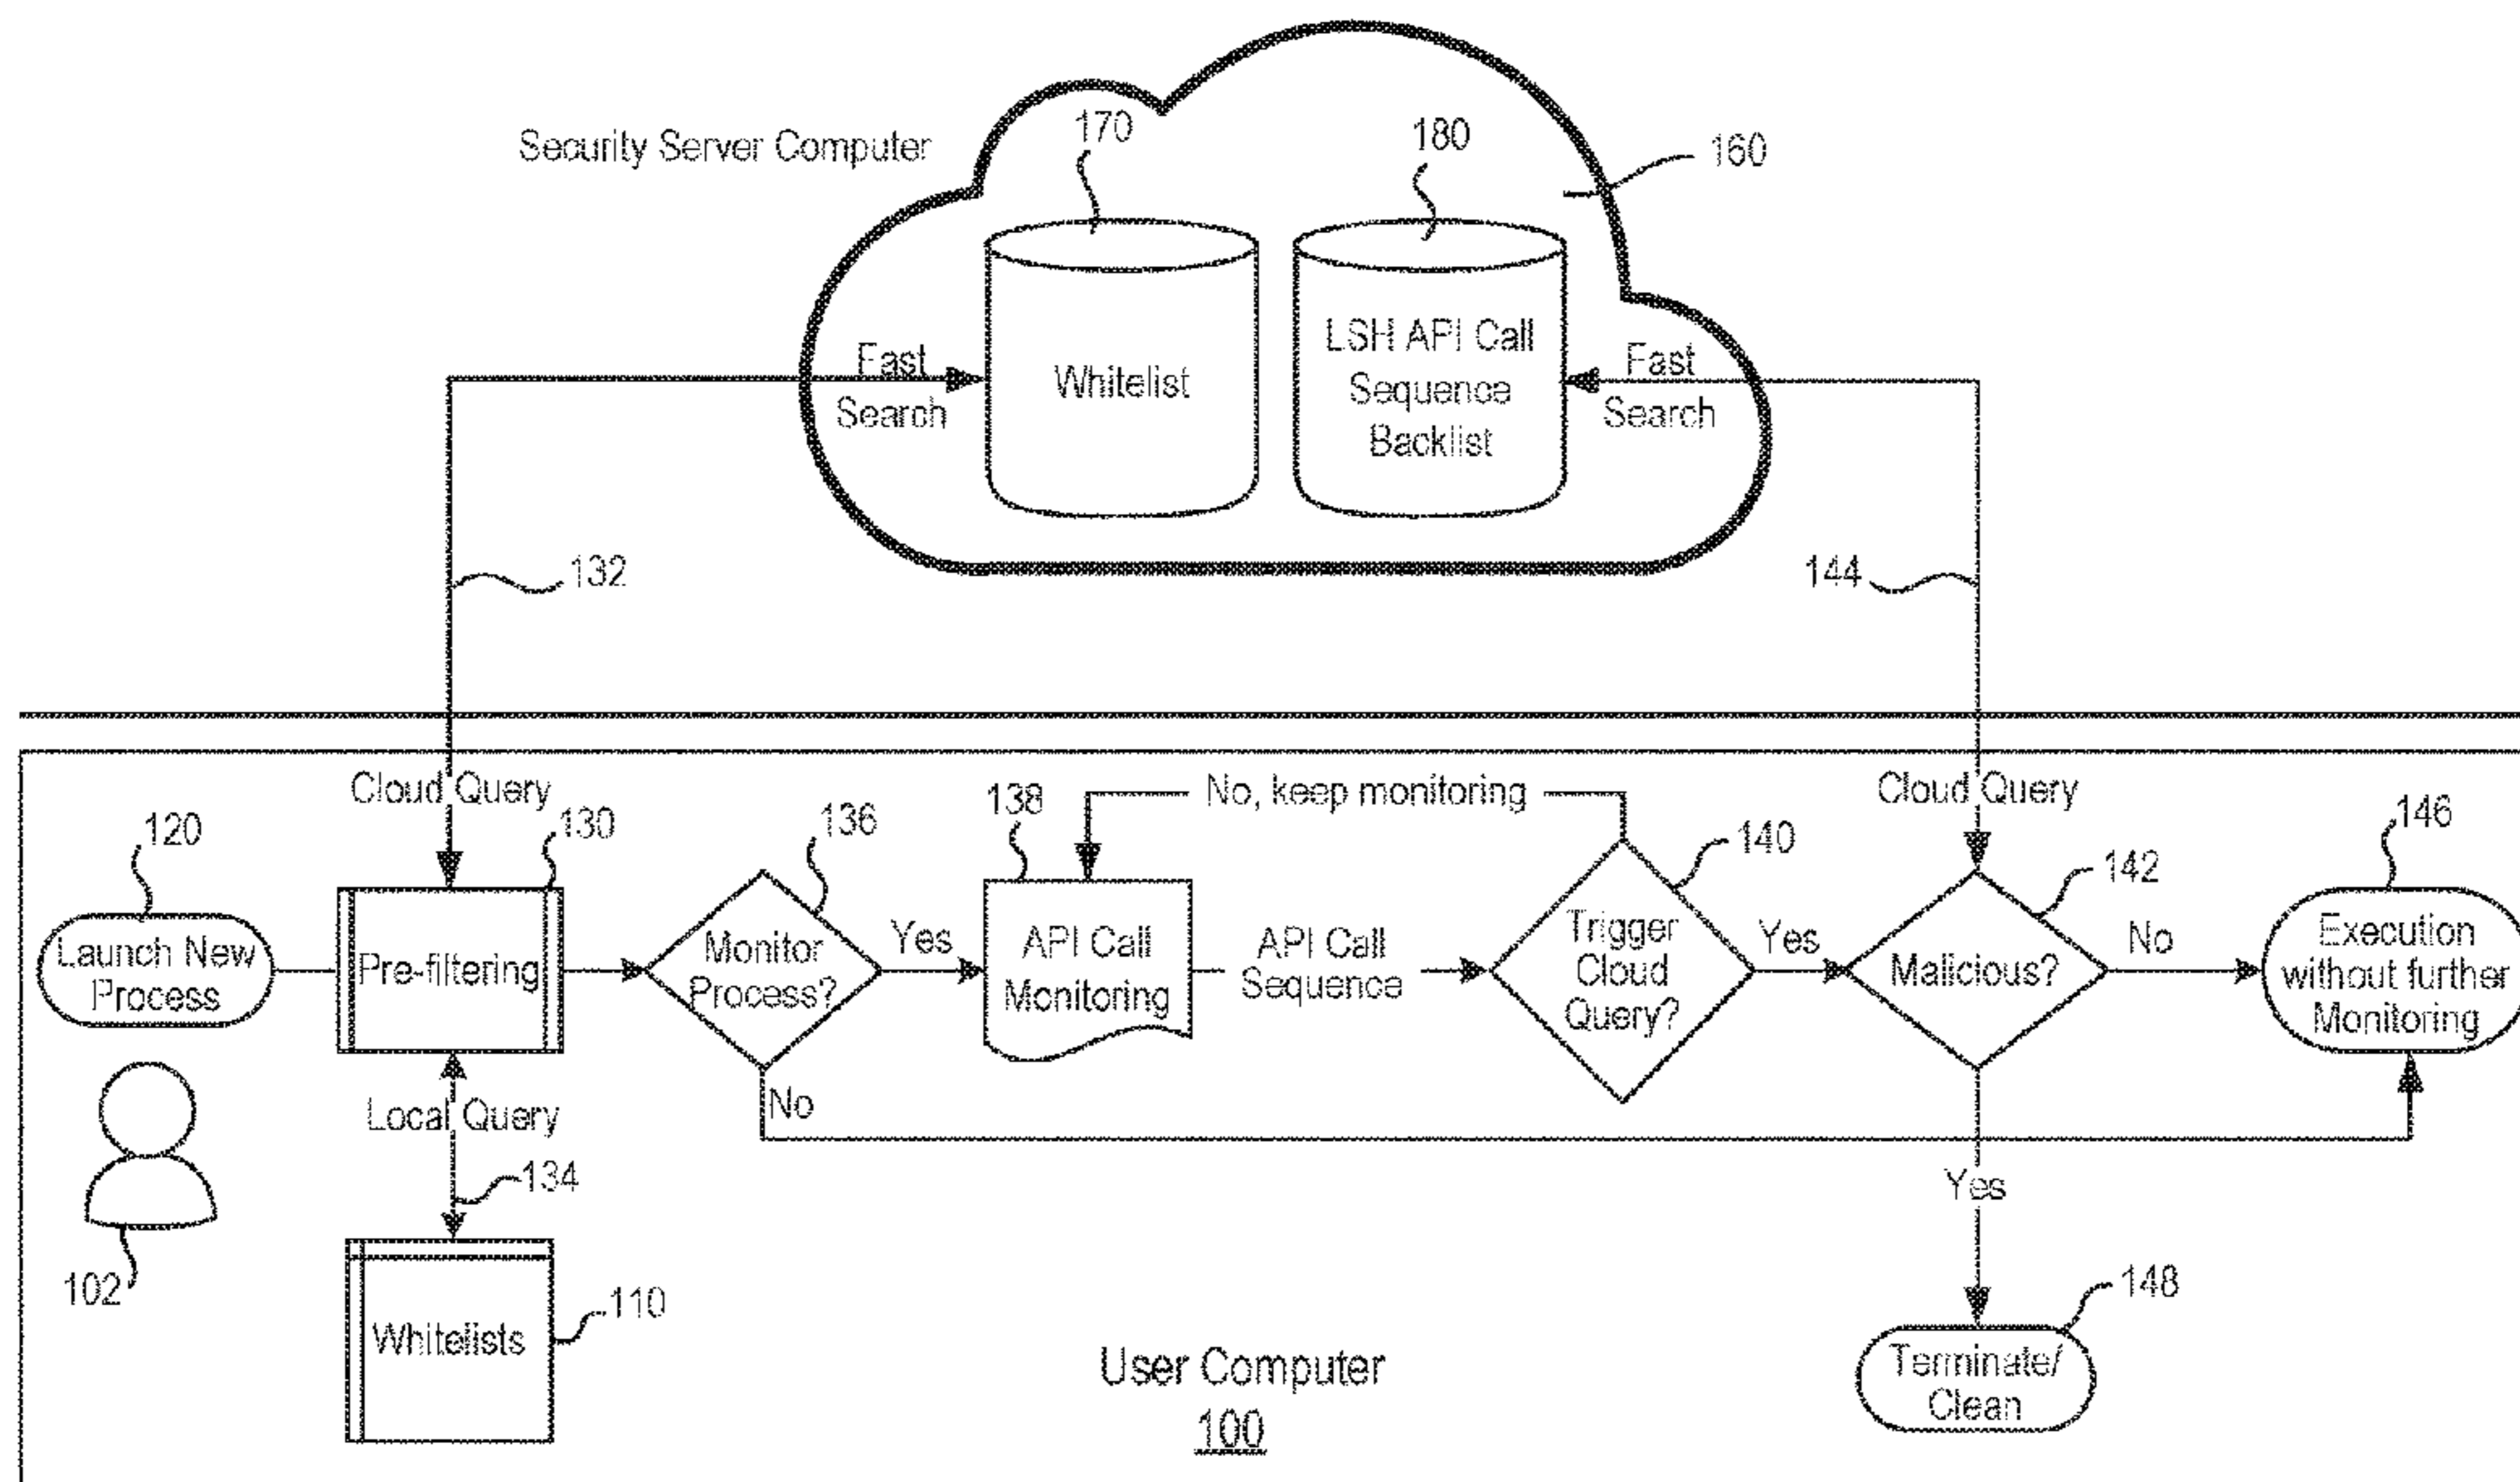 Security Server Computer
170
180
160
Whitelist
LSH API Call
Sequence
Backlist
Fast
Search
Fast
Search
132
144
Cloud Query
No, keep monitoring
Cloud Query
120
130
136
138
140
142
146
Launch New
Process
Pre-filtering
Monitor
Process?
Yes
API Call
Monitoring
API Call
Sequence
Trigger
Cloud
Query?
Yes
Malicious?
No
Execution
without further
Monitoring
No
Local Query
134
Yes
102
Whitelists
110
148
Terminate/
Clean
User Computer
100